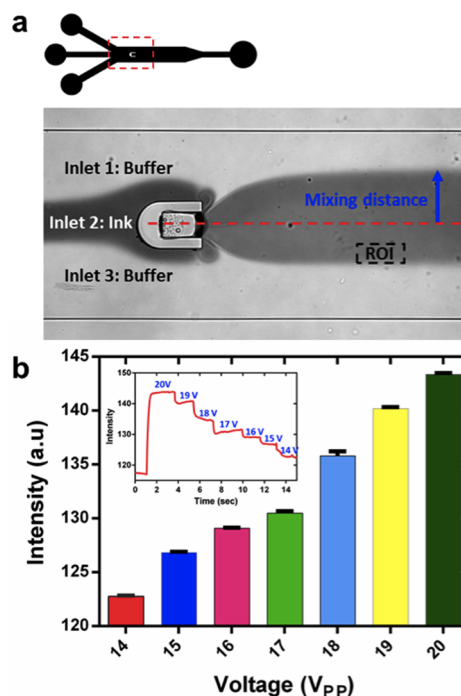 a
c
Inlet 1: Buffer
Mixing distance
Inlet 2: Ink
ROI
Inlet 3: Buffer
b
145
140
135
130
125
120
Intensity (a.u)
150
140
130
120
Intensity
20V
19 V
18 V
17 V
16 V
15 V
14 V
0 2 4 6 8 10 12 14
Time (sec)
14 15 16 17 18 19 20
Voltage (VPP)